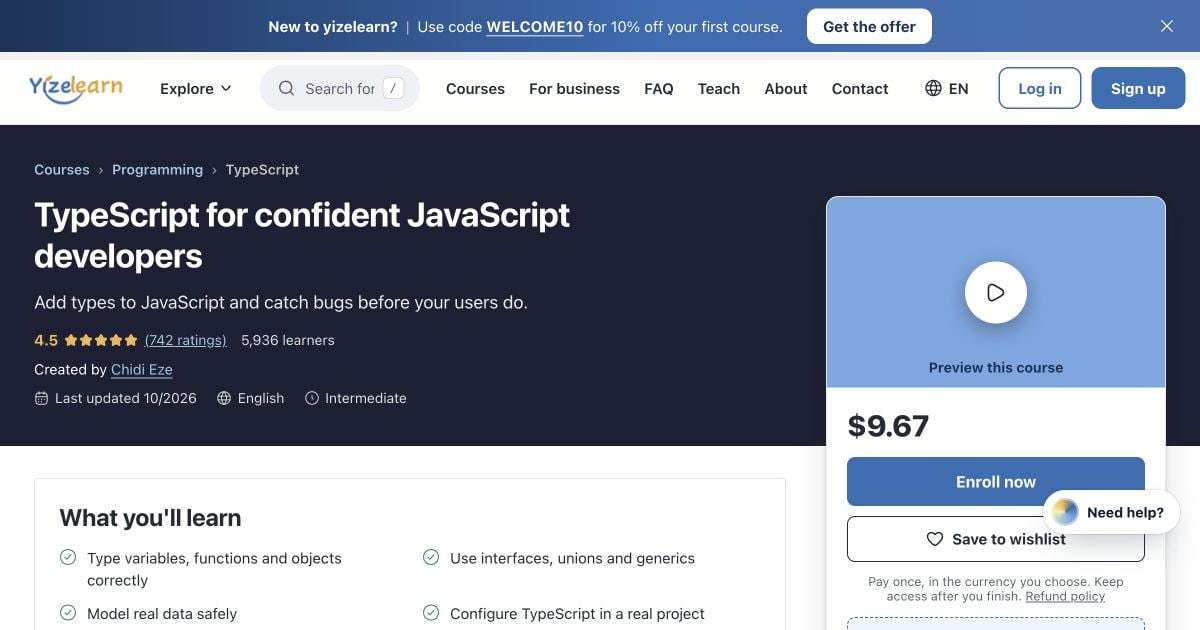 New to yizelearn? | Use code WELCOME10 for 10% off your first course. Get the offer
Yizelearn Explore Search for / Courses For business FAQ Teach About Contact EN Log in Sign up
Courses › Programming › TypeScript
TypeScript for confident JavaScript
developers
Add types to JavaScript and catch bugs before your users do.
4.5 (742 ratings) 5,936 learners
Created by Chidi Eze
Last updated 10/2026 English Intermediate
Preview this course
$9.67
Enroll now
Need help?
Save to wishlist
Pay once, in the currency you choose. Keep
access after you finish. Refund policy
What you'll learn
Type variables, functions and objects
correctly
Use interfaces, unions and generics
Model real data safely
Configure TypeScript in a real project